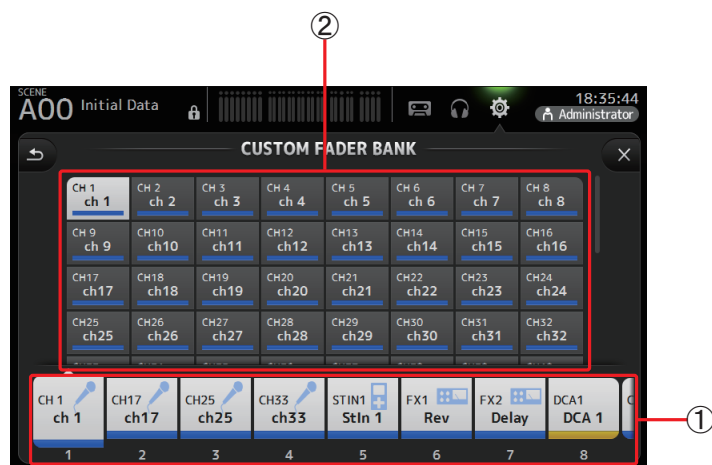 ②
SCENE
A00 Initial Data
18:35:44
Administrator
CUSTOM FADER BANK
CH 1 CH 2 CH 3 CH 4 CH 5 CH 6 CH 7 CH 8
ch 1 ch 2 ch 3 ch 4 ch 5 ch 6 ch 7 ch 8
CH 9 CH10 CH11 CH12 CH13 CH14 CH15 CH16
ch 9 ch10 ch11 ch12 ch13 ch14 ch15 ch16
CH17 CH18 CH19 CH20 CH21 CH22 CH23 CH24
ch17 ch18 ch19 ch20 ch21 ch22 ch23 ch24
CH25 CH26 CH27 CH28 CH29 CH30 CH31 CH32
ch25 ch26 ch27 ch28 ch29 ch30 ch31 ch32
CH 1 CH17 CH25 CH33 STIN1 FX1 FX2 DCA1
ch 1 ch17 ch25 ch33 StIn 1 Rev Delay DCA 1
①
1 2 3 4 5 6 7 8